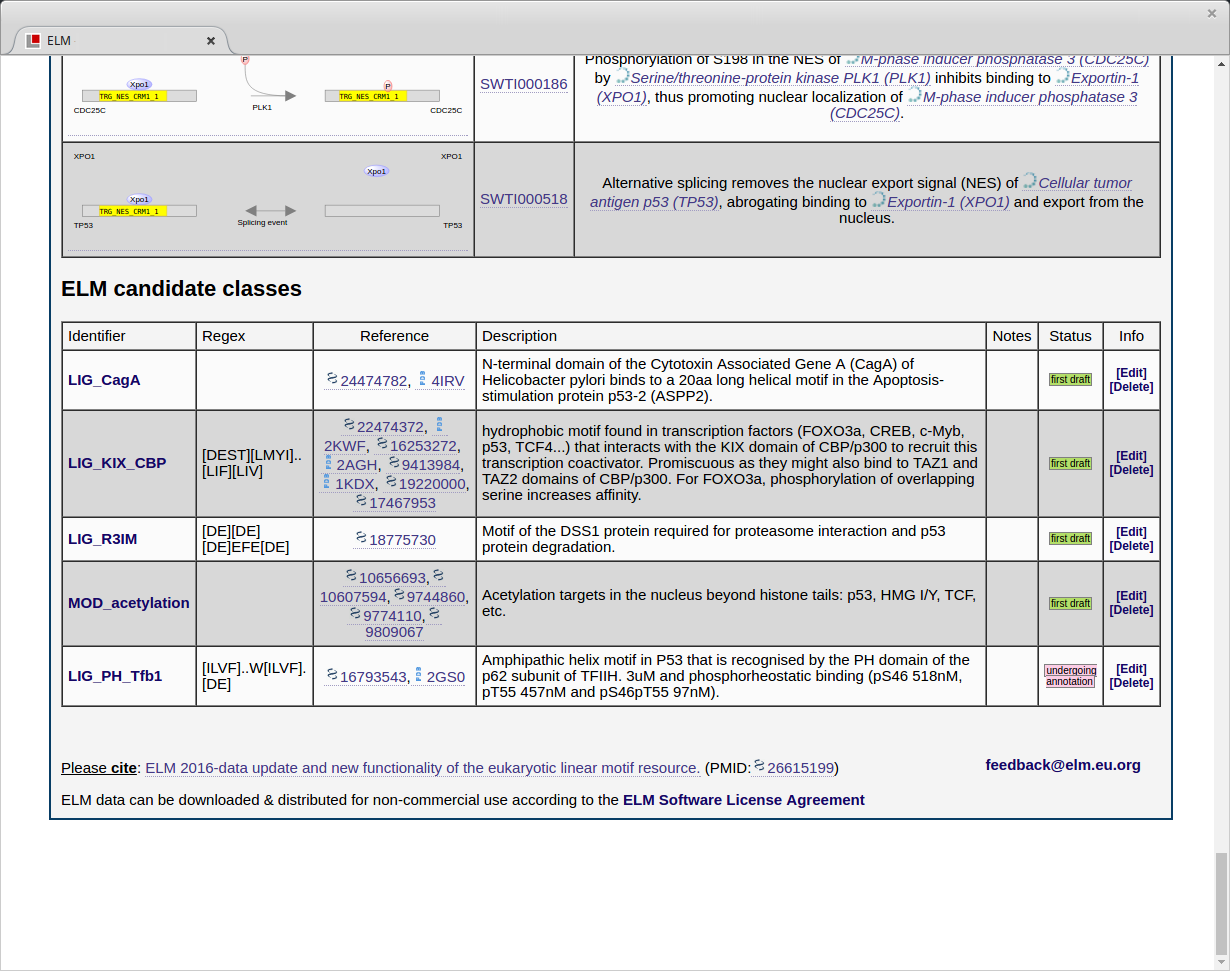 ELM
P
Xpo1
TRG_NES_CRM1_1
CDC25C
PLK1
P
TRG_NES_CRM1_1
CDC25C
SWTI000186
Phosphorylation of S198 in the NES of M-phase inducer phosphatase 3 (CDC25C)
by Serine/threonine-protein kinase PLK1 (PLK1) inhibits binding to Exportin-1
(XPO1), thus promoting nuclear localization of M-phase inducer phosphatase 3
(CDC25C).
XPO1
XPO1
Xpo1
Xpo1
TRG_NES_CRM1_1
TP53
Splicing event
TP53
SWTI000518
Alternative splicing removes the nuclear export signal (NES) of Cellular tumor
antigen p53 (TP53), abrogating binding to Exportin-1 (XPO1) and export from the
nucleus.
ELM candidate classes
Identifier Regex Reference Description Notes Status Info
LIG_CagA
24474782, 4IRV
N-terminal domain of the Cytotoxin Associated Gene A (CagA) of
Helicobacter pylori binds to a 20aa long helical motif in the Apoptosis-
stimulation protein p53-2 (ASPP2).
first draft
[Edit]
[Delete]
LIG_KIX_CBP
[DEST][LMYI]..
[LIF][LIV]
22474372,
2KWF, 16253272,
2AGH, 9413984,
1KDX, 19220000,
17467953
hydrophobic motif found in transcription factors (FOXO3a, CREB, c-Myb,
p53, TCF4...) that interacts with the KIX domain of CBP/p300 to recruit this
transcription coactivator. Promiscuous as they might also bind to TAZ1 and
TAZ2 domains of CBP/p300. For FOXO3a, phosphorylation of overlapping
serine increases affinity.
first draft
[Edit]
[Delete]
LIG_R3IM
[DE][DE]
[DE]EFE[DE]
18775730
Motif of the DSS1 protein required for proteasome interaction and p53
protein degradation.
first draft
[Edit]
[Delete]
MOD_acetylation
10656693,
10607594, 9744860,
9774110,
9809067
Acetylation targets in the nucleus beyond histone tails: p53, HMG I/Y, TCF,
etc.
first draft
[Edit]
[Delete]
LIG_PH_Tfb1
[ILVF]..W[ILVF].
[DE]
16793543, 2GS0
Amphipathic helix motif in P53 that is recognised by the PH domain of the
p62 subunit of TFIIH. 3uM and phosphorheostatic binding (pS46 518nM,
pT55 457nM and pS46pT55 97nM).
undergoing
annotation
[Edit]
[Delete]
Please cite: ELM 2016-data update and new functionality of the eukaryotic linear motif resource. (PMID: 26615199)
feedback@elm.eu.org
ELM data can be downloaded & distributed for non-commercial use according to the ELM Software License Agreement